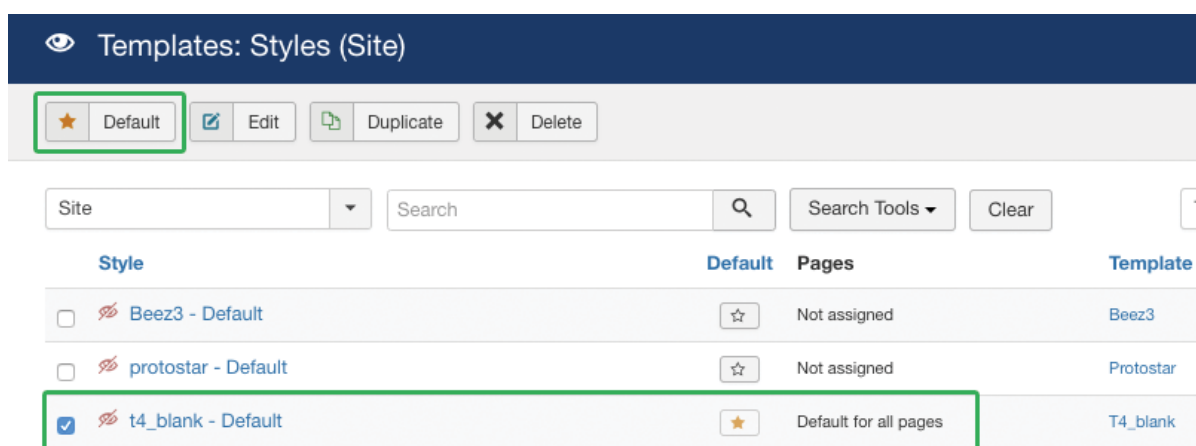 Templates: Styles (Site)
Default Edit Duplicate Delete
Site Search Search Tools Clear
Style Default Pages Template
Beez3 - Default Not assigned Beez3
protostar - Default Not assigned Protostar
t4_blank - Default Default for all pages T4_blank